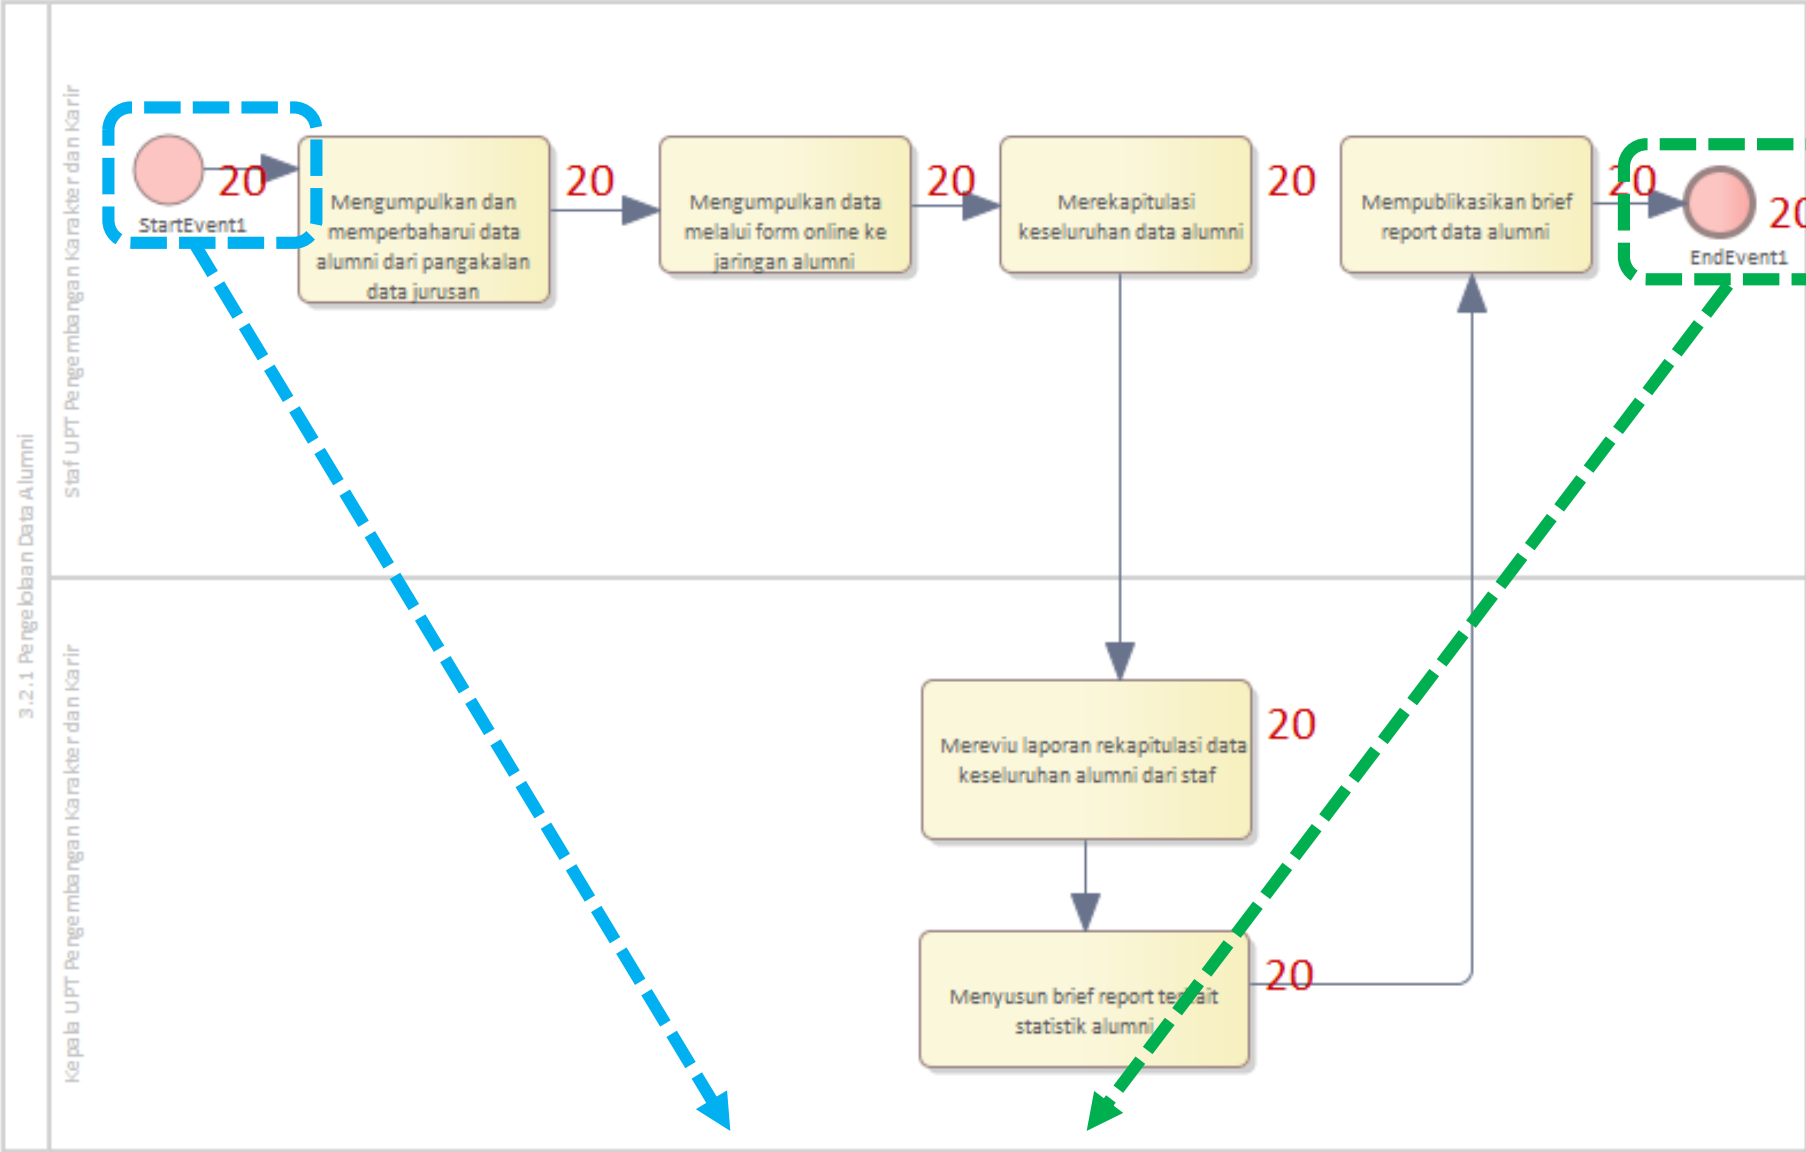 3.2.1 Pengelolaan Data Alumni
Staf UPT Pengembangan Karakter dan Karir
StartEvent1
20
Mengumpulkan dan
memperbaharui data
alumni dari pangakalan
data jurusan
20
Mengumpulkan data
melalui form online ke
jaringan alumni
20
Merekapitulasi
keseluruhan data alumni
20
Mempublikasikan brief
report data alumni
20
EndEvent1
20
Kepala UPT Pengembangan Karakter dan Karir
Mereviu laporan rekapitulasi data
keseluruhan alumni dari staf
20
Menyusun brief report terkait
statistik alumni
20